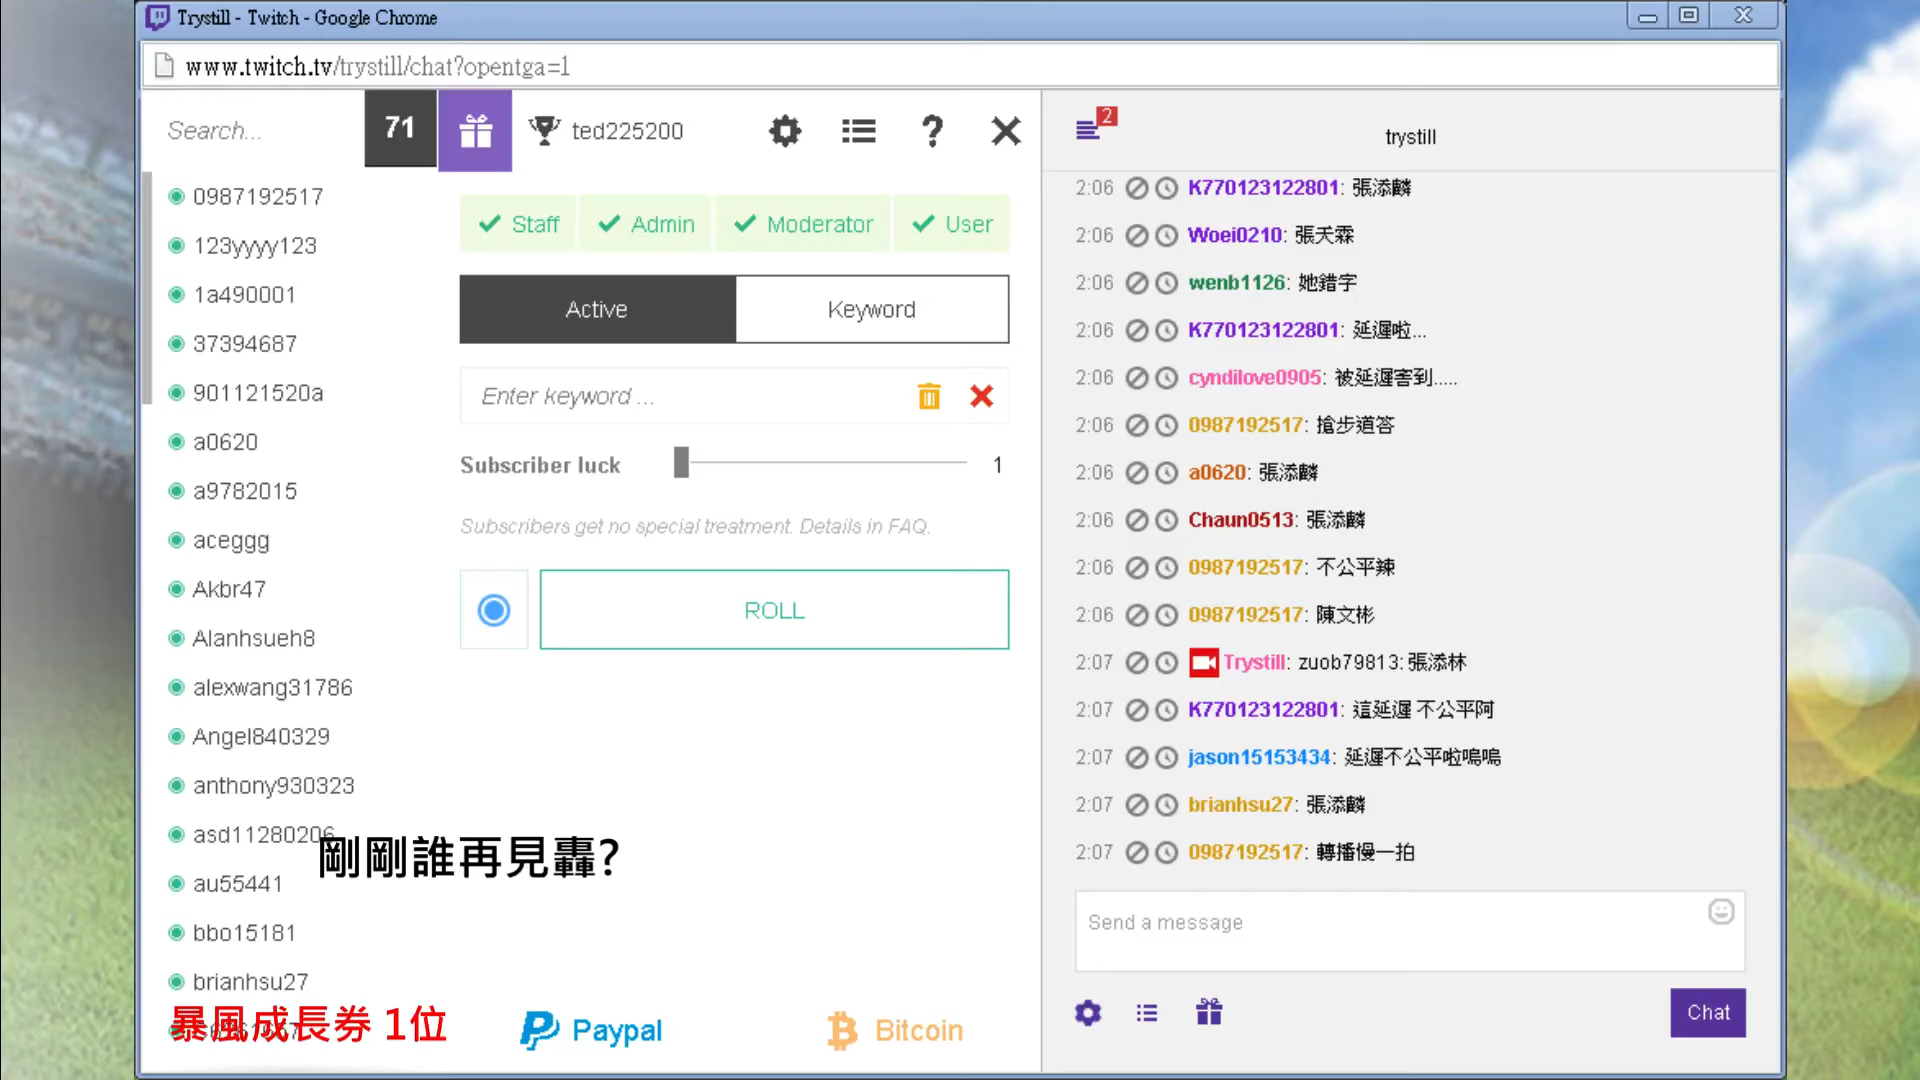 Trystill - Twitch - Google Chrome
www.twitch.tv/trystill/chat?opentga=1
Search...
71
ted225200
0987192517
123yyyy123
1a490001
37394687
901121520a
a0620
a9782015
aceggg
Akbr47
Alanhsueh8
alexwang31786
Angel840329
anthony930323
asd11280206
au55441
bbo15181
brianhsu27
Staff
Admin
Moderator
User
Active
Keyword
Enter keyword ...
Subscriber luck
1
Subscribers get no special treatment. Details in FAQ.
ROLL
剛剛誰再見轟?
暴風成長券 1位
Paypal
Bitcoin
2
trystill
2:06 K770123122801: 張添麟
2:06 Woei0210: 張天霖
2:06 wenb1126: 她錯字
2:06 K770123122801: 延遲啦...
2:06 cyndilove0905: 被延遲害到.....
2:06 0987192517: 搶步道答
2:06 a0620: 張添麟
2:06 Chaun0513: 張添麟
2:06 0987192517: 不公平辣
2:06 0987192517: 陳文彬
2:07 Trystill: zuob79813: 張添林
2:07 K770123122801: 這延遲 不公平阿
2:07 jason15153434: 延遲不公平啦嗚嗚
2:07 brianhsu27: 張添麟
2:07 0987192517: 轉播慢一拍
Send a message
Chat